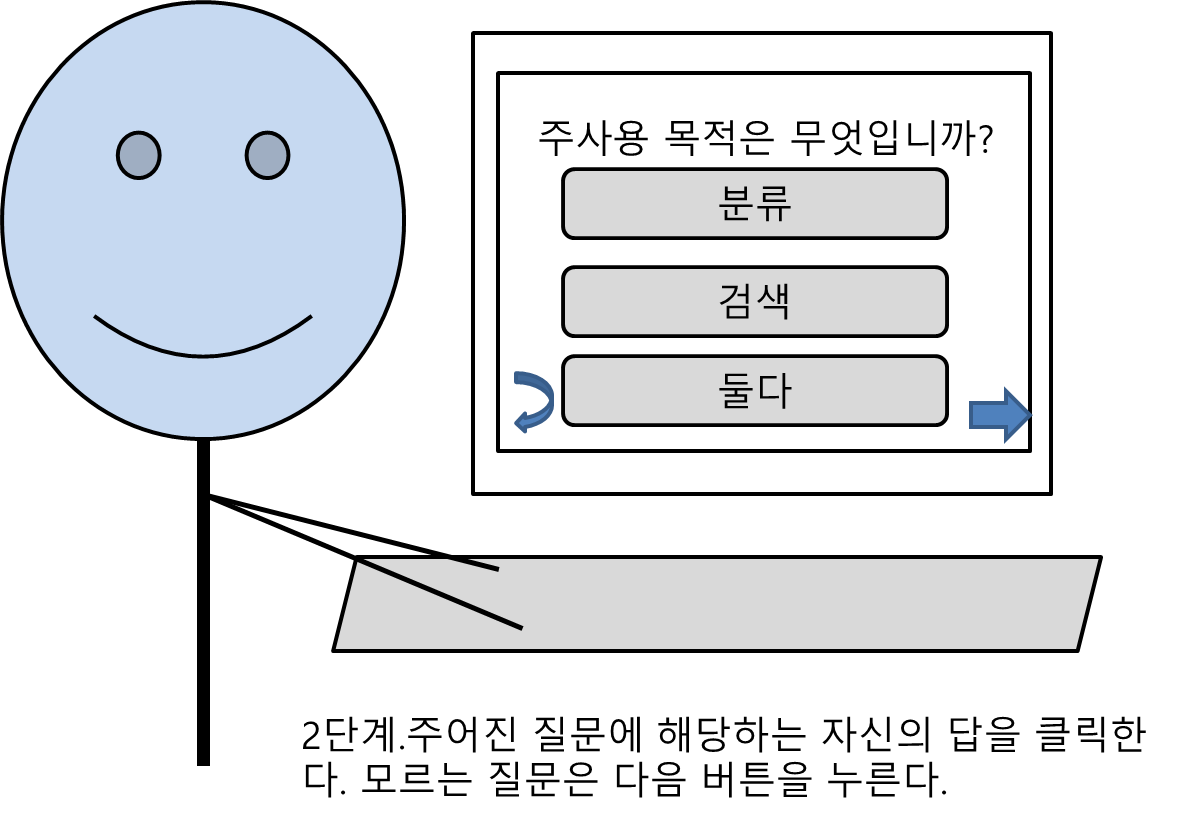 주사용 목적은 무엇입니까?
분류
검색
둘다
2단계.주어진 질문에 해당하는 자신의 답을 클릭한
다. 모르는 질문은 다음 버튼을 누른다.